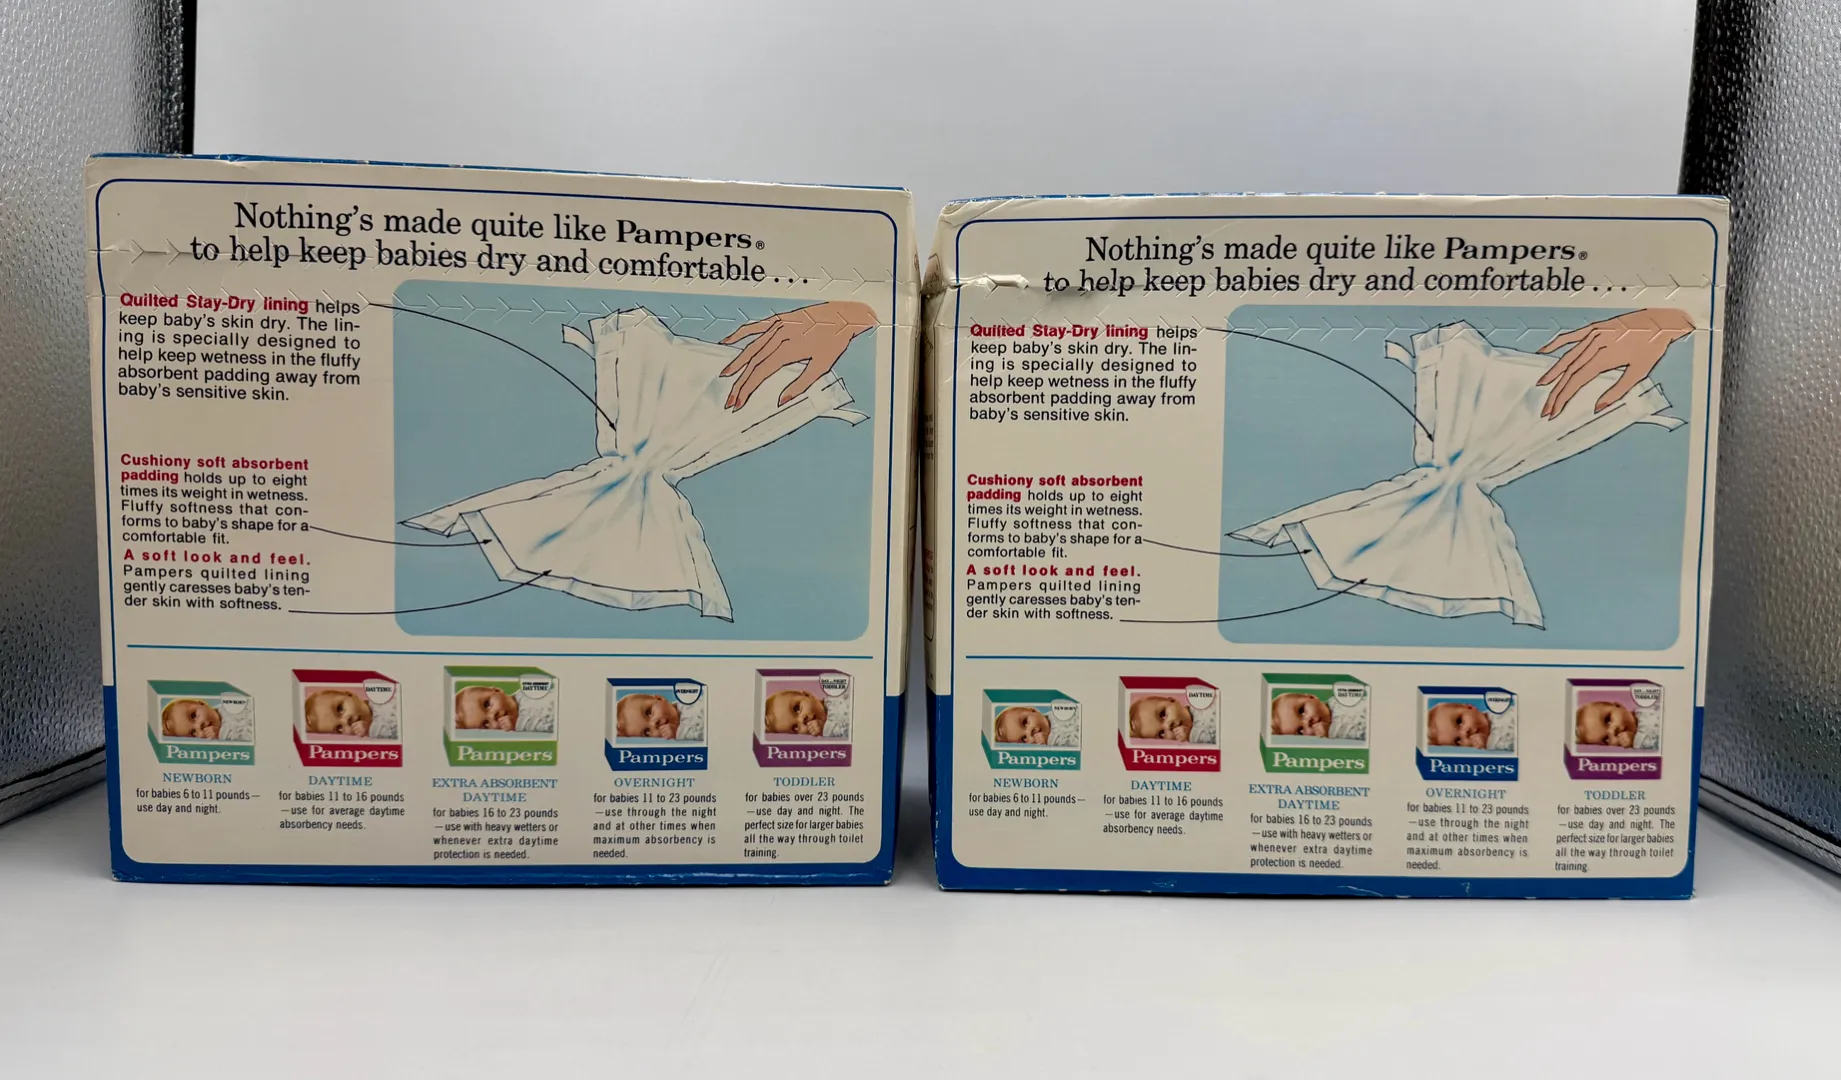 Nothing's made quite like Pampers®
to help keep babies dry and comfortable...
Quilted Stay-Dry lining helps
keep baby's skin dry. The lin-
ing is specially designed to
help keep wetness in the fluffy
absorbent padding away from
baby's sensitive skin.
Cushiony soft absorbent
padding holds up to eight
times its weight in wetness.
Fluffy softness that con-
forms to baby's shape for a
comfortable fit.
A soft look and feel.
Pampers quilted lining
gently caresses baby's ten-
der skin with softness.
NEWBORN
Pampers
NEWBORN
for babies 6 to 11 pounds—
use day and night.
DAYTIME
Pampers
DAYTIME
for babies 11 to 16 pounds
—use for average daytime
absorbency needs.
EXTRA ABSORBENT
DAYTIME
Pampers
EXTRA ABSORBENT
DAYTIME
for babies 16 to 23 pounds
—use with heavy wetters or
whenever extra daytime
protection is needed.
OVERNIGHT
Pampers
OVERNIGHT
for babies 11 to 23 pounds
—use through the night
and at other times when
maximum absorbency is
needed.
TODDLER
Pampers
TODDLER
for babies over 23 pounds
—use day and night. The
perfect size for larger babies
all the way through toilet
training.
Nothing's made quite like Pampers®
to help keep babies dry and comfortable...
Quilted Stay-Dry lining helps
keep baby's skin dry. The lin-
ing is specially designed to
help keep wetness in the fluffy
absorbent padding away from
baby's sensitive skin.
Cushiony soft absorbent
padding holds up to eight
times its weight in wetness.
Fluffy softness that con-
forms to baby's shape for a
comfortable fit.
A soft look and feel.
Pampers quilted lining
gently caresses baby's ten-
der skin with softness.
NEWBORN
Pampers
NEWBORN
for babies 6 to 11 pounds—
use day and night.
DAYTIME
Pampers
DAYTIME
for babies 11 to 16 pounds
—use for average daytime
absorbency needs.
EXTRA ABSORBENT
DAYTIME
Pampers
EXTRA ABSORBENT
DAYTIME
for babies 16 to 23 pounds
—use with heavy wetters or
whenever extra daytime
protection is needed.
OVERNIGHT
Pampers
OVERNIGHT
for babies 11 to 23 pounds
—use through the night
and at other times when
maximum absorbency is
needed.
TODDLER
Pampers
TODDLER
for babies over 23 pounds
—use day and night. The
perfect size for larger babies
all the way through toilet
training.